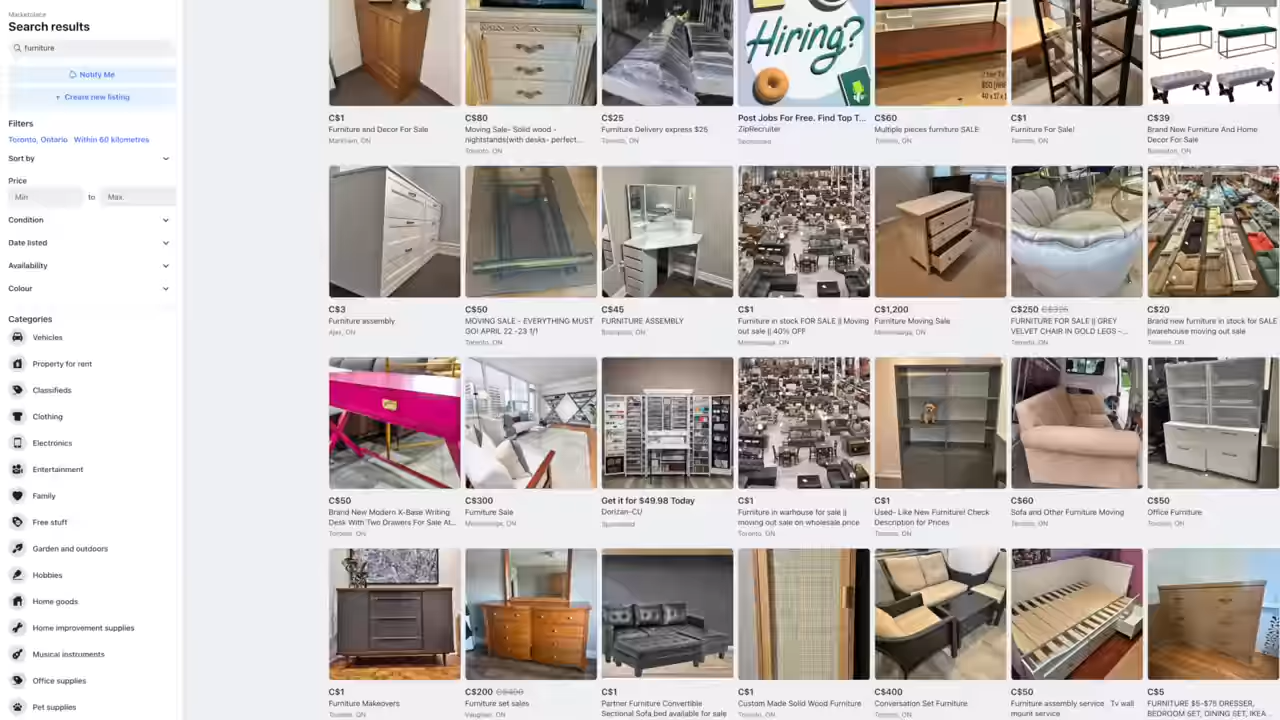 Marketplace
Search results
furniture
Notify Me
+ Create new listing
Filters
Toronto, Ontario · Within 60 kilometres
Sort by
Price
Min to Max
Condition
Date listed
Availability
Colour
Categories
Vehicles
Property for rent
Classifieds
Clothing
Electronics
Entertainment
Family
Free stuff
Garden and outdoors
Hobbies
Home goods
Home improvement supplies
Musical instruments
Office supplies
Pet supplies
Hiring?
C$1
Furniture and Decor For Sale
Markham, ON
C$80
Moving Sale- Solid wood -
nightstands(with desks- perfect...
Toronto, ON
C$25
Furniture Delivery express $25
Toronto, ON
Post Jobs For Free. Find Top T...
ZipRecruiter
Sponsored
C$60
Multiple pieces furniture SALE
Toronto, ON
C$1
Furniture For Sale!
Toronto, ON
C$39
Brand New Furniture And Home
Decor For Sale
Brampton, ON
C$3
Furniture assembly
Ajax, ON
C$50
MOVING SALE - EVERYTHING MUST
GO! APRIL 22 -23 !/!
Toronto, ON
C$45
FURNITURE ASSEMBLY
Brampton, ON
C$1
Furniture in stock FOR SALE || Moving
out sale || 40% OFF
Mississauga, ON
C$1,200
Furniture Moving Sale
Mississauga, ON
C$250 C$325
FURNITURE FOR SALE || GREY
VELVET CHAIR IN GOLD LEGS -...
Toronto, ON
C$20
Brand new furniture in stock for SALE
||warehouse moving out sale
Toronto, ON
C$50
Brand New Modern X-Base Writing
Desk With Two Drawers For Sale At...
Toronto, ON
C$300
Furniture Sale
Mississauga, ON
Get it for $49.98 Today
Dorizan-CU
Sponsored
C$1
Furniture in warhouse for sale ||
moving out sale on wholesale price
Toronto, ON
C$1
Used- Like New Furniture! Check
Description for Prices
Toronto, ON
C$60
Sofa and Other Furniture Moving
Toronto, ON
C$50
Office Furniture
Toronto, ON
C$1
Furniture Makeovers
Toronto, ON
C$200 C$400
Furniture set sales
Vaughan, ON
C$1
Partner Furniture Convertible
Sectional Sofa bed available for sale
C$1
Custom Made Solid Wood Furniture
Toronto, ON
C$400
Conversation Set Furniture
Toronto, ON
C$50
Furniture assembly service Tv wall
mount service
C$5
FURNITURE $5-$75 DRESSER,
BEDROOM SET, DINING SET, IKEA...